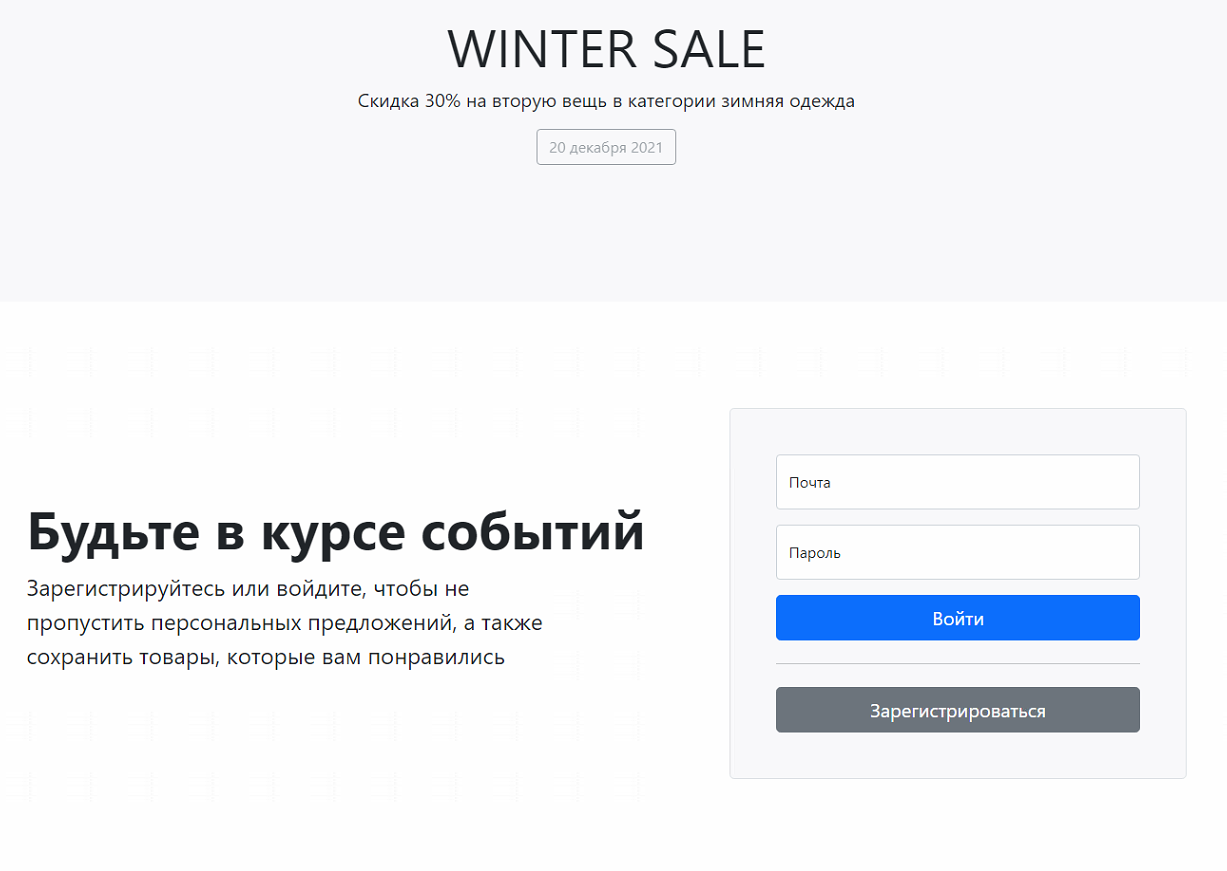 WINTER SALE
Скидка 30% на вторую вещь в категории зимняя одежда
20 декабря 2021
Будьте в курсе событий
Зарегистрируйтесь или войдите, чтобы не
пропустить персональных предложений, а также
сохранить товары, которые вам понравились
Почта
Пароль
Войти
Зарегистрироваться